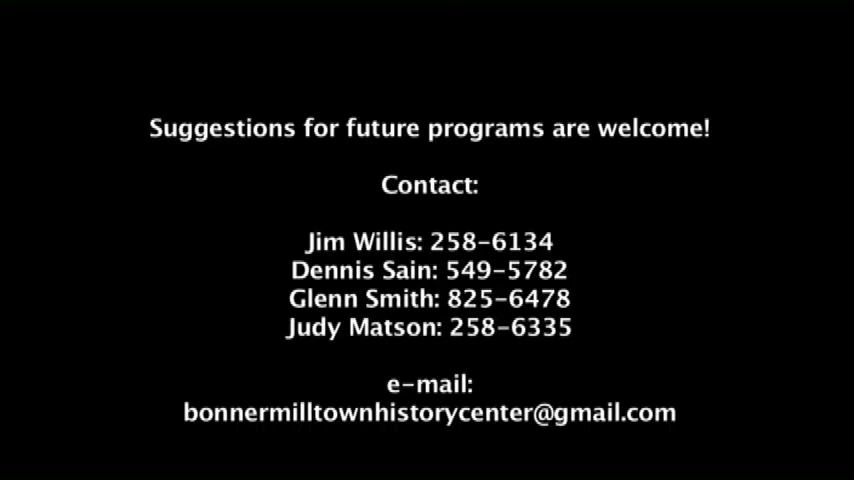 Suggestions for future programs are welcome!
Contact:
Jim Willis: 258-6134
Dennis Sain: 549-5782
Glenn Smith: 825-6478
Judy Matson: 258-6335
e-mail:
bonnermilltownhistorycenter@gmail.com